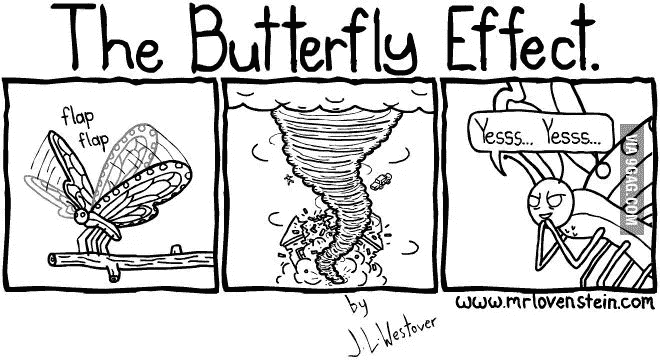 The Butterfly Effect.
flap
flap
Yesss... Yesss...
VIA 9GAG.COM
www.mrlovenstein.com
by
J.L.Westover